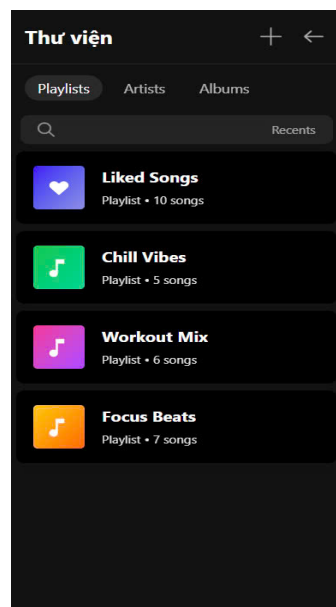 Thư viện
Playlists Artists Albums
Recents
Liked Songs
Playlist • 10 songs
Chill Vibes
Playlist • 5 songs
Workout Mix
Playlist • 6 songs
Focus Beats
Playlist • 7 songs